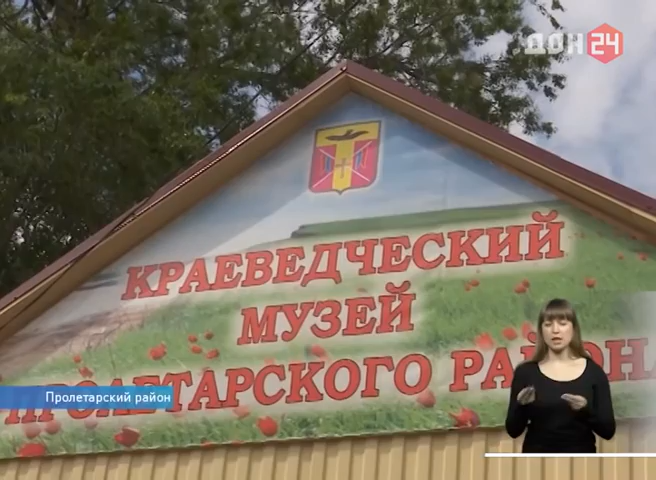 ДОН 24
КРАЕВЕДЧЕСКИЙ
МУЗЕЙ
ПРОЛЕТАРСКОГО РАЙОНА
Пролетарский район